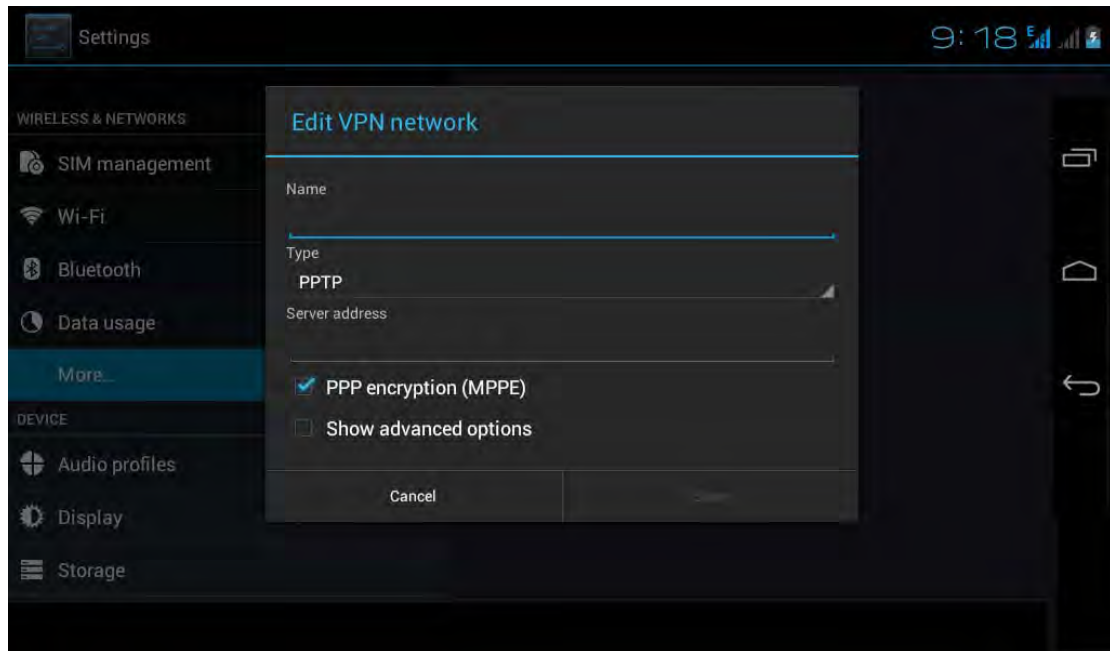 Settings
9:18
E
WIRELESS & NETWORKS
SIM management
Wi-Fi
Bluetooth
Data usage
More...
DEVICE
Audio profiles
Display
Storage
Edit VPN network
Name
Type
PPTP
Server address
PPP encryption (MPPE)
Show advanced options
Cancel